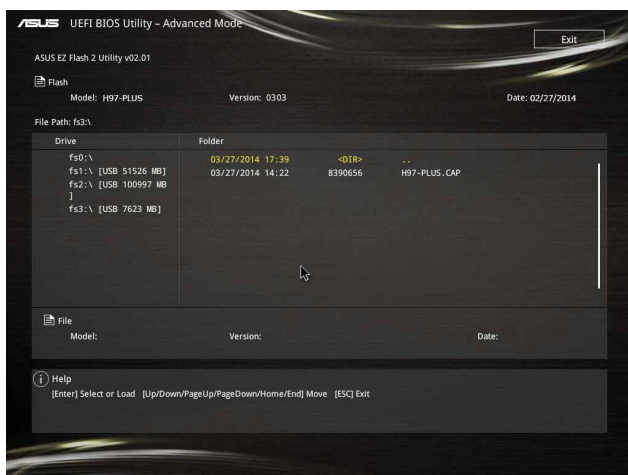 ASUS UEFI BIOS Utility – Advanced Mode
Exit
ASUS EZ Flash 2 Utility v02.01
Flash
Model: H97-PLUS Version: 0303 Date: 02/27/2014
File Path: fs3:\
Drive Folder
fs0:\ 03/27/2014 17:39 <DIR> ..
fs1:\ [USB 51526 MB] 03/27/2014 14:22 8390656 H97-PLUS.CAP
fs2:\ [USB 100997 MB
]
fs3:\ [USB 7623 MB]
File
Model: Version: Date:
Help
[Enter] Select or Load [Up/Down/PageUp/PageDown/Home/End] Move [ESC] Exit